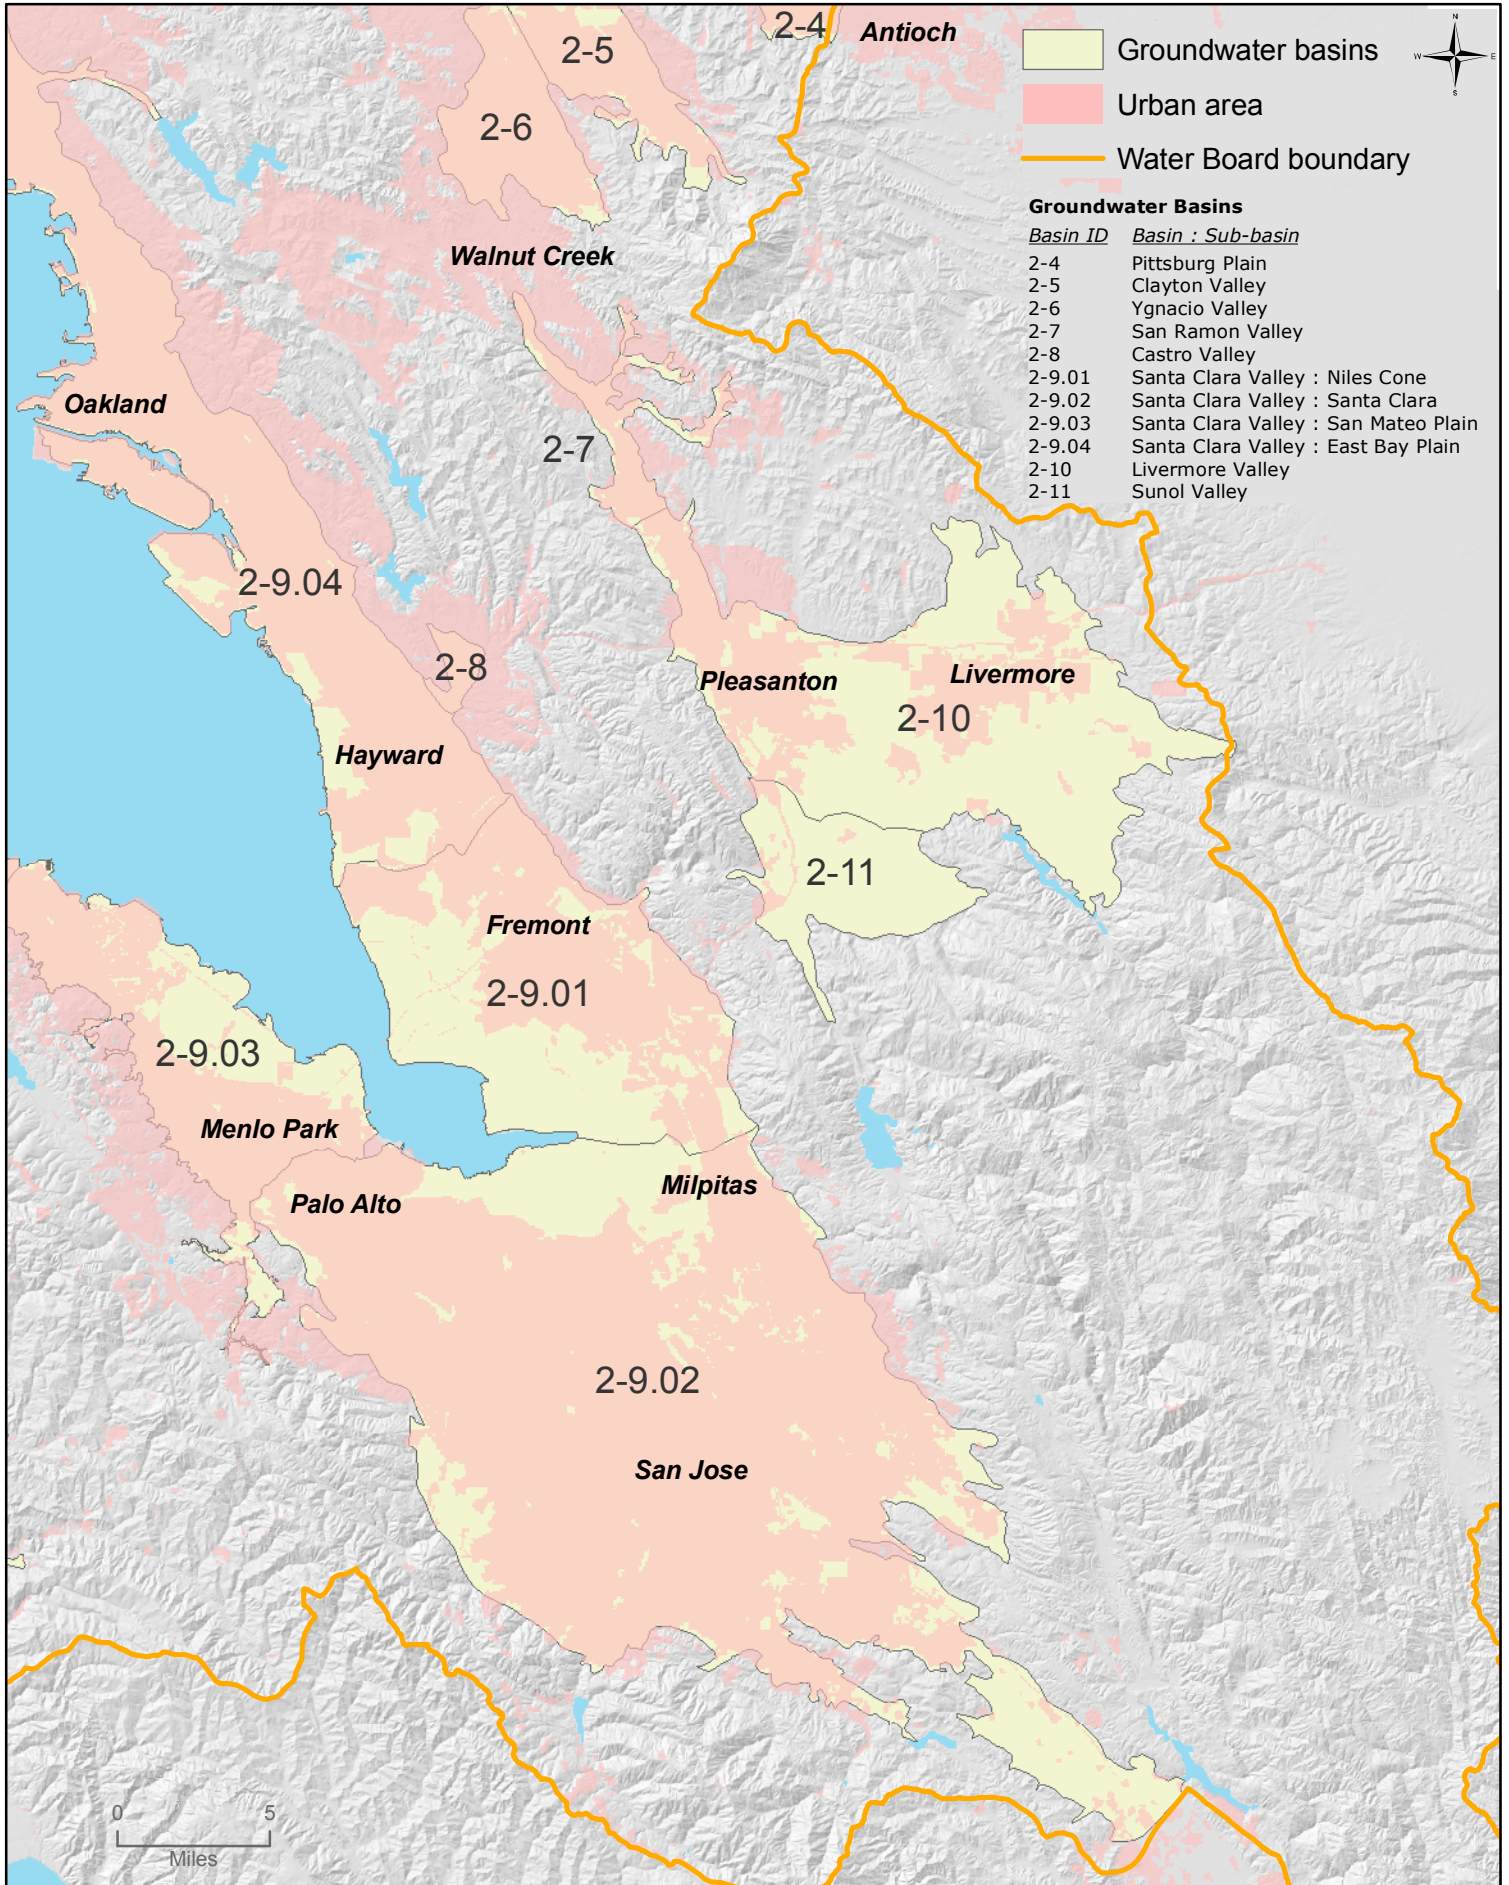 2-4
Antioch
2-5
N
W
E
S
Groundwater basins
Urban area
Water Board boundary
Groundwater Basins
Basin ID Basin : Sub-basin
2-4 Pittsburg Plain
2-5 Clayton Valley
2-6 Ygnacio Valley
2-7 San Ramon Valley
2-8 Castro Valley
2-9.01 Santa Clara Valley : Niles Cone
2-9.02 Santa Clara Valley : Santa Clara
2-9.03 Santa Clara Valley : San Mateo Plain
2-9.04 Santa Clara Valley : East Bay Plain
2-10 Livermore Valley
2-11 Sunol Valley
2-6
Walnut Creek
Oakland
2-7
2-9.04
2-8
Pleasanton
Livermore
2-10
Hayward
2-11
Fremont
2-9.01
2-9.03
Menlo Park
Milpitas
Palo Alto
2-9.02
San Jose
0 5
Miles